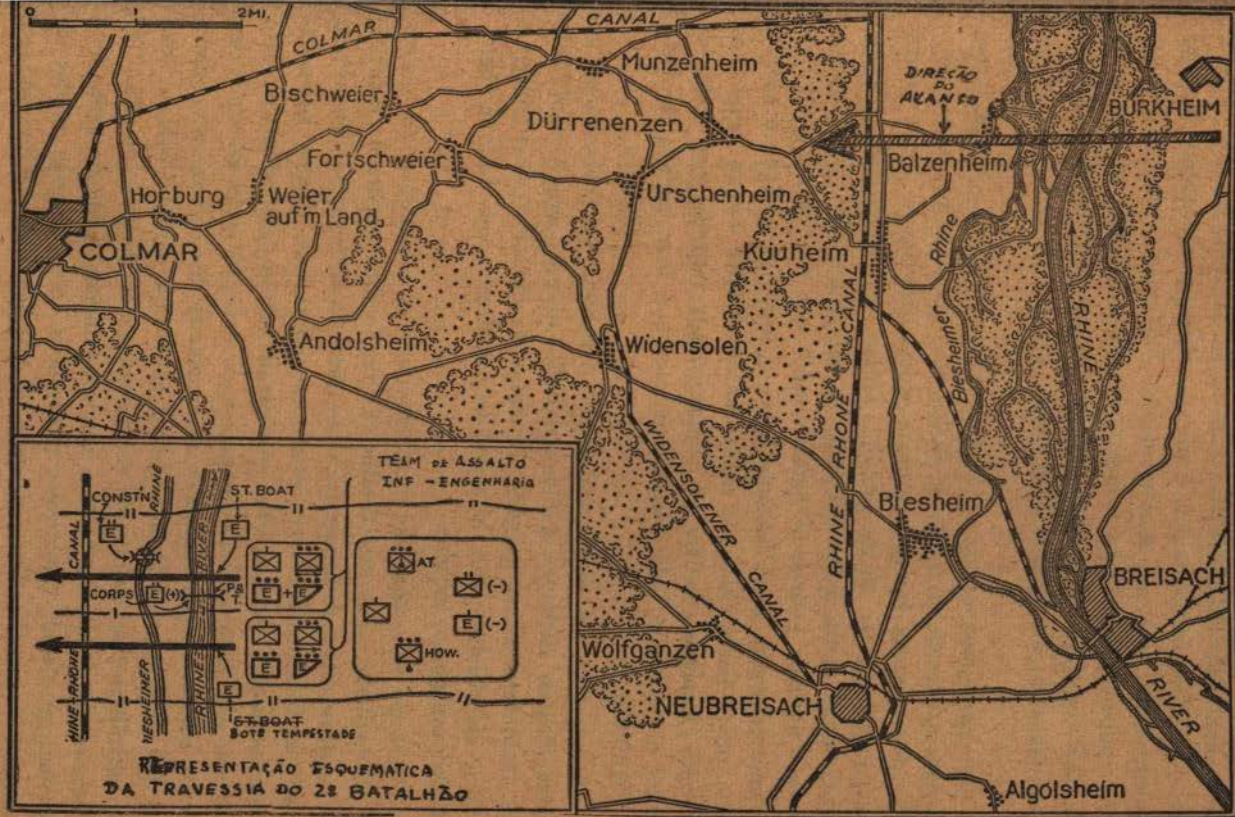 0 1 2 MI.
COLMAR CANAL
Munzenheim
Bischweier
DIREÇÃO
DO
AVANÇO
BURKHEIM
Dürrenenzen
Fortschweier
Balzenheim
Horburg
Weier
auf'm Land
Urschenheim
COLMAR
Kuuheim
Rhine
Biesheimer
RHINE
Andolsheim
Widensolen
WIDENSOLENER
CANAL
RHINE - RHONE CANAL
Biesheim
BREISACH
Wolfganzen
NEUBREISACH
RIVER
Algolsheim
TEAM DE ASSALTO
INF - ENGENHARIA
CONSTN
RHINE
ST. BOAT
CANAL
RIVER
E
E
AT.
(-)
CORPS
E (+)
E + E
E (-)
E E
HOW.
HINE-RHONE
IESHEINER
RHINE
E
ST. BOAT
BOTE TEMPESTADE
REPRESENTAÇÃO ESQUEMATICA
DA TRAVESSIA DO 2º BATALHÃO